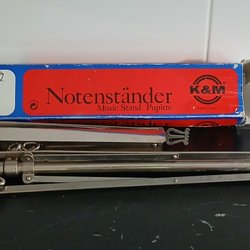 Notenständer
Music Stand Pupitre
K&M